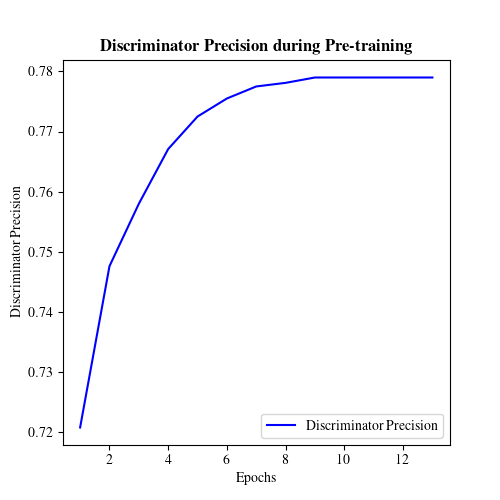 Discriminator Precision during Pre-training
0.78
0.77
0.76
0.75
0.74
0.73
0.72
Discriminator Precision
Discriminator Precision
2 4 6 8 10 12
Epochs